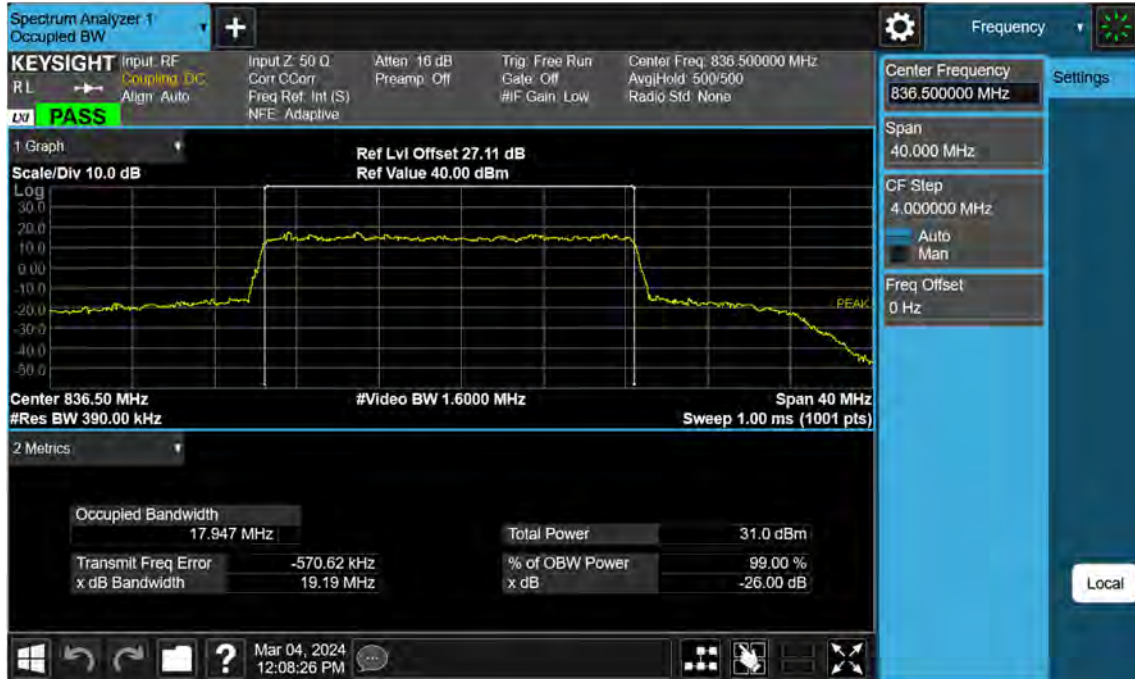 Spectrum Analyzer 1
Occupied BW
Frequency
KEYSIGHT
R L
LXI
PASS
Input: RF
Coupling: DC
Align: Auto
Input Z: 50 Ω
Corr CCorr
Freq Ref: Int (S)
NFE: Adaptive
Atten: 16 dB
Preamp: Off
Trig: Free Run
Gate: Off
#IF Gain: Low
Center Freq: 836.500000 MHz
Avg|Hold: 500/500
Radio Std: None
Center Frequency
836.500000 MHz
Settings
Span
40.000 MHz
CF Step
4.000000 MHz
Auto
Man
Freq Offset
0 Hz
Local
1 Graph
Scale/Div 10.0 dB
Ref Lvl Offset 27.11 dB
Ref Value 40.00 dBm
Log
30.0
20.0
10.0
0.00
-10.0
-20.0
-30.0
-40.0
-50.0
PEAK
Center 836.50 MHz
#Video BW 1.6000 MHz
Span 40 MHz
#Res BW 390.00 kHz
Sweep 1.00 ms (1001 pts)
2 Metrics
Occupied Bandwidth
17.947 MHz
Total Power 31.0 dBm
Transmit Freq Error -570.62 kHz
% of OBW Power 99.00 %
x dB Bandwidth 19.19 MHz
x dB -26.00 dB
?
Mar 04, 2024
12:08:26 PM